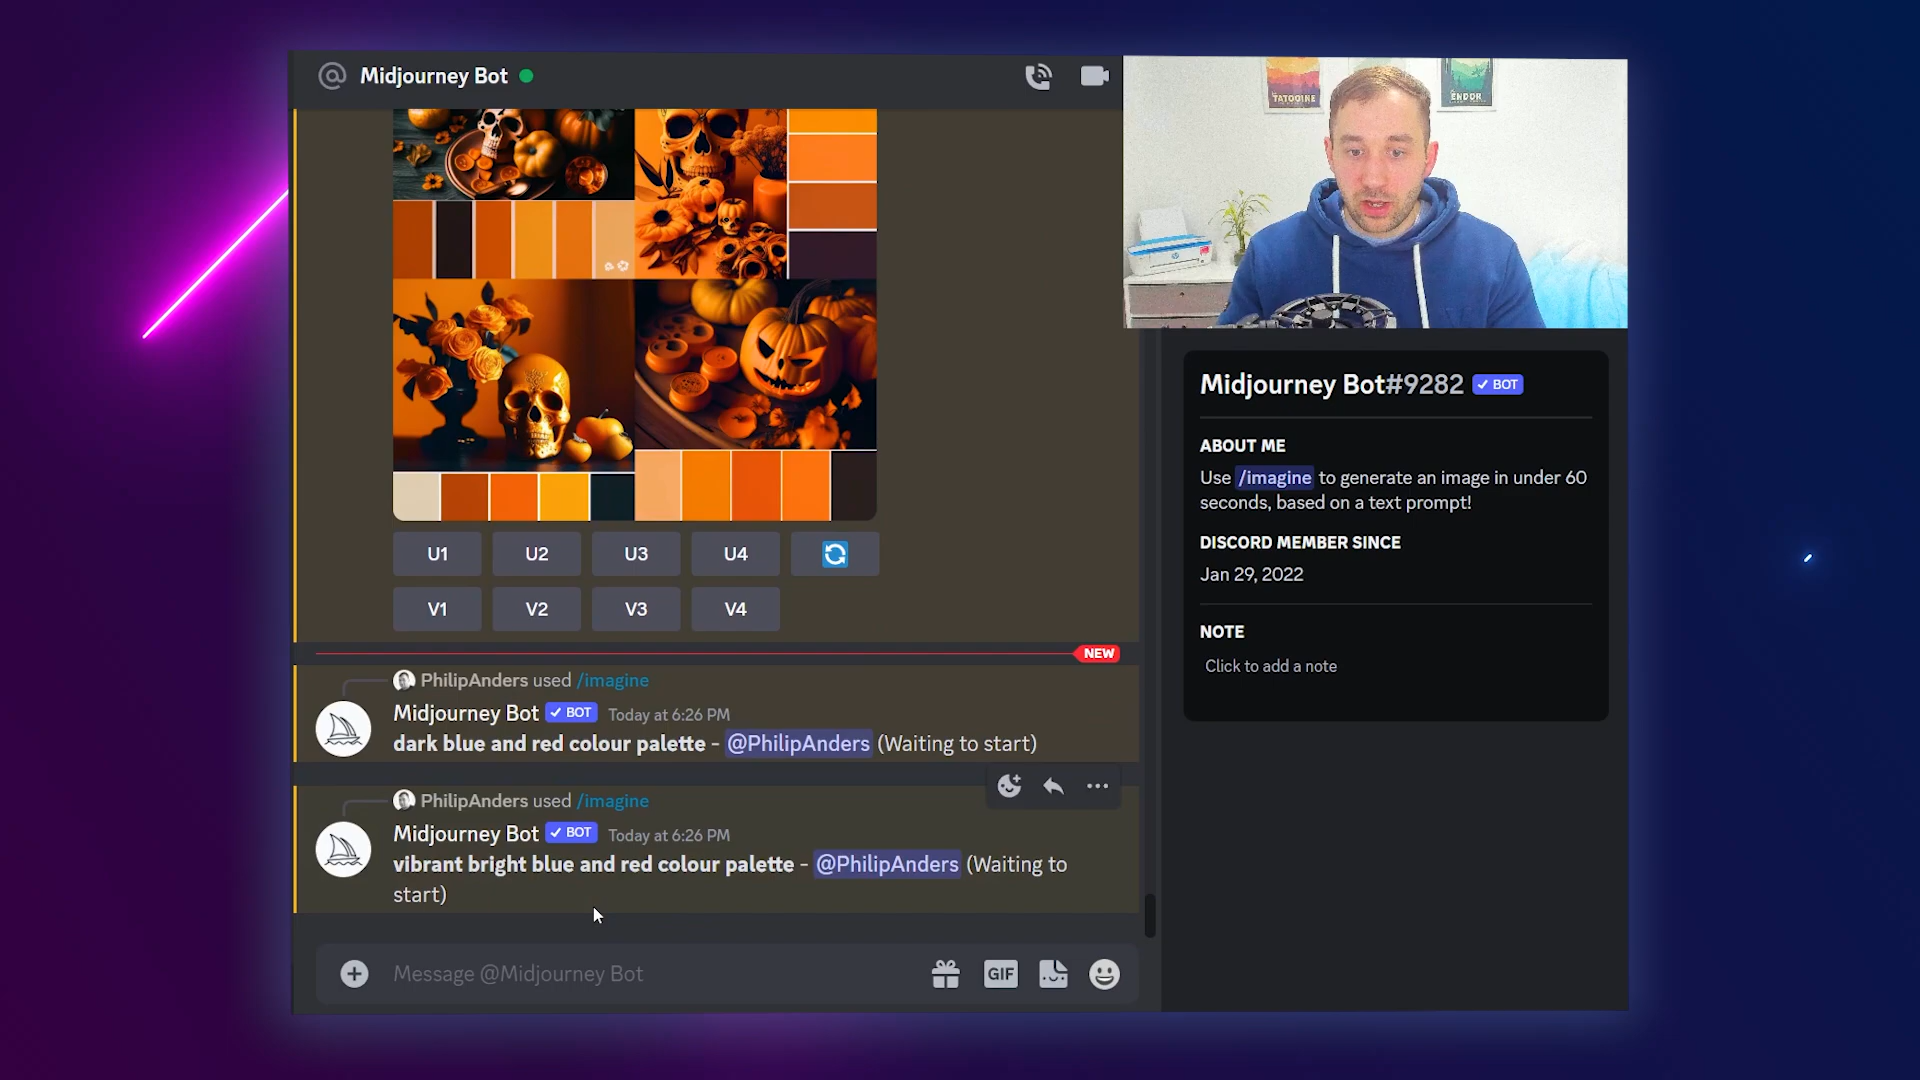 Midjourney Bot
TATOOINE
ENDOR
U1 U2 U3 U4
V1 V2 V3 V4
NEW
PhilipAnders used /imagine
Midjourney Bot BOT Today at 6:26 PM
dark blue and red colour palette - @PhilipAnders (Waiting to start)
PhilipAnders used /imagine
Midjourney Bot BOT Today at 6:26 PM
vibrant bright blue and red colour palette - @PhilipAnders (Waiting to
start)
Message @Midjourney Bot
GIF
Midjourney Bot#9282 BOT
ABOUT ME
Use /imagine to generate an image in under 60
seconds, based on a text prompt!
DISCORD MEMBER SINCE
Jan 29, 2022
NOTE
Click to add a note